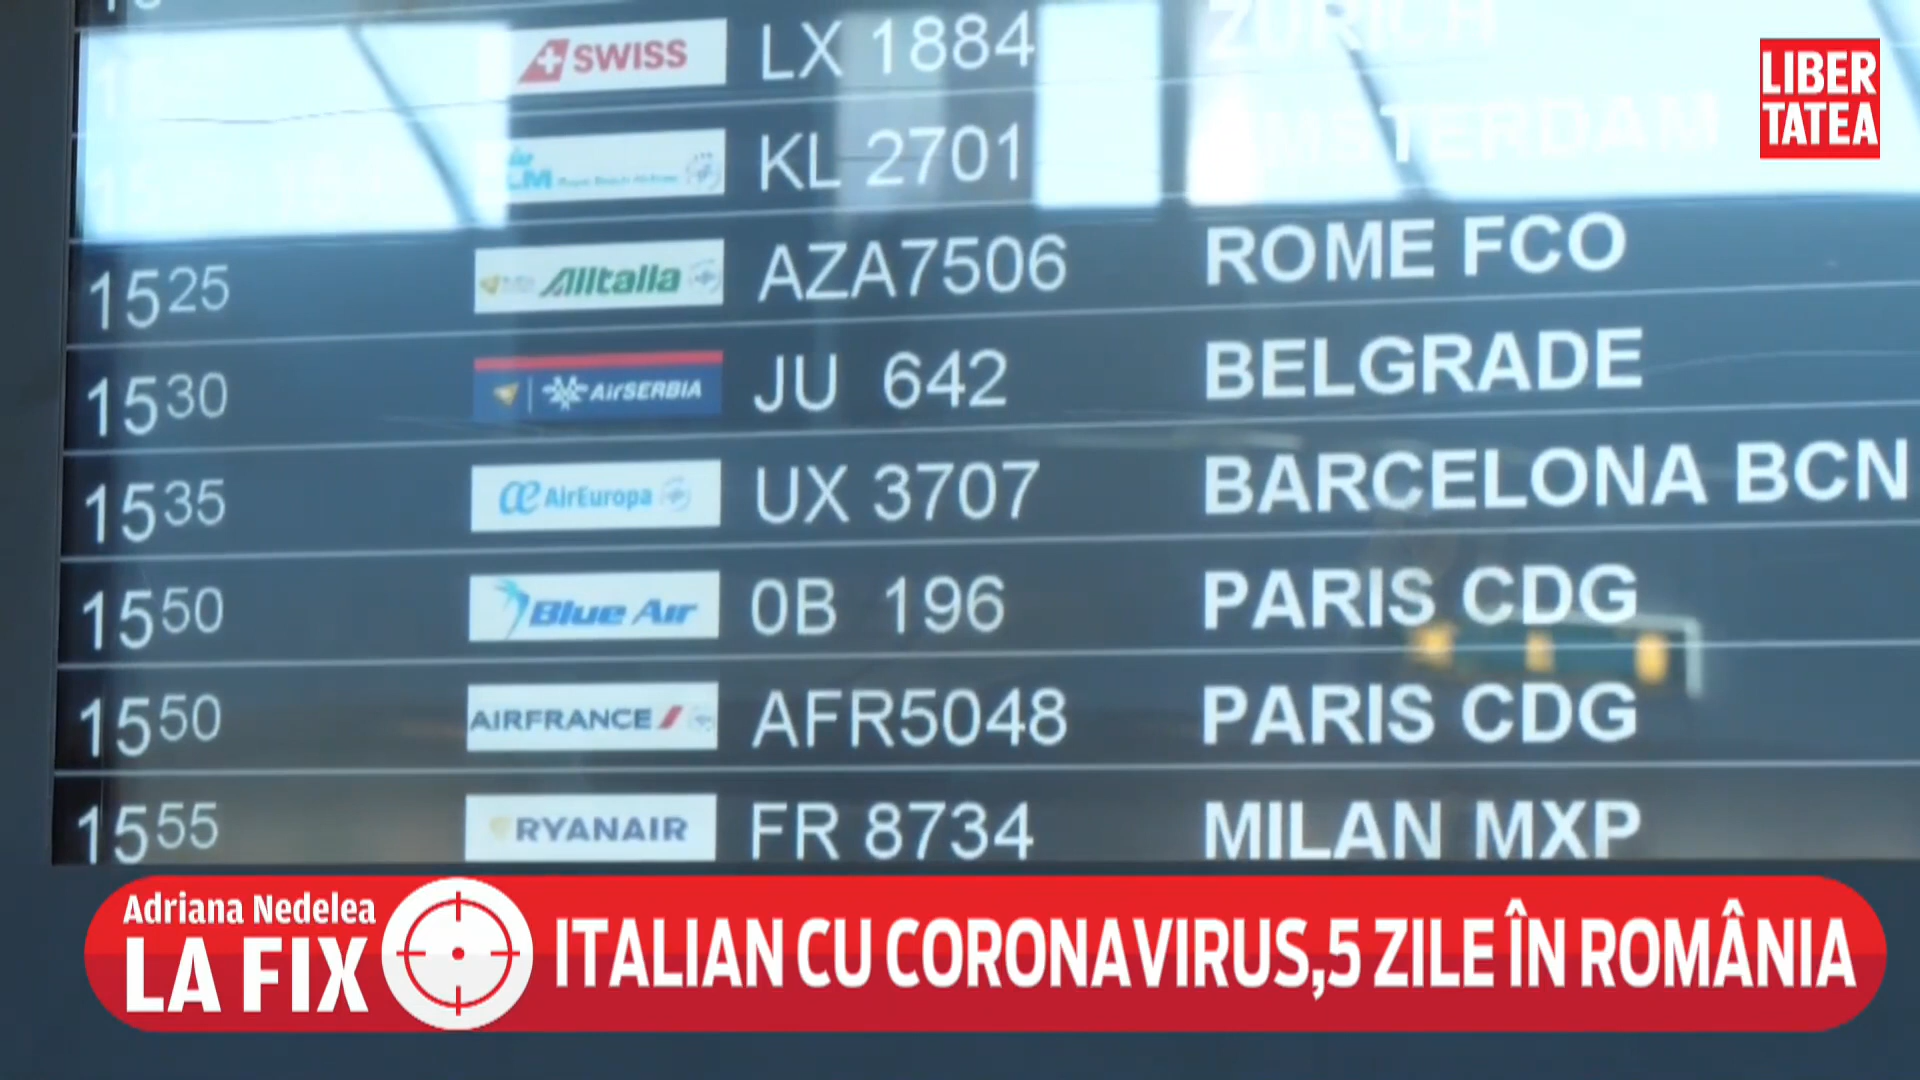 SWISS LX 1884 ZURICH
KL 2701 AMSTERDAM
1525 Alitalia AZA7506 ROME FCO
1530 AirSERBIA JU 642 BELGRADE
1535 AirEuropa UX 3707 BARCELONA BCN
1550 Blue Air 0B 196 PARIS CDG
1550 AIRFRANCE AFR5048 PARIS CDG
1555 RYANAIR FR 8734 MILAN MXP
LIBER
TATEA
Adriana Nedelea
LA FIX
ITALIAN CU CORONAVIRUS,5 ZILE ÎN ROMÂNIA